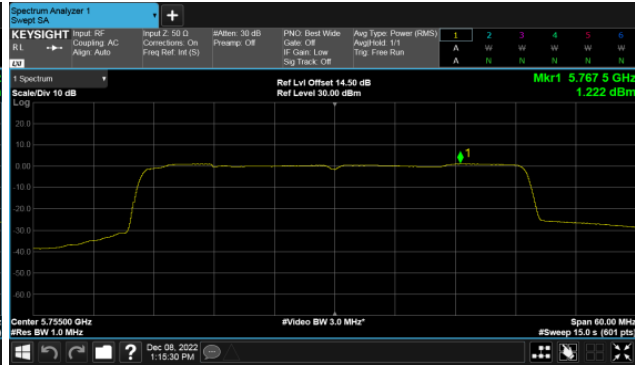 Spectrum Analyzer 1
Swept SA
+
KEYSIGHT
RL
LXI
Input: RF
Coupling: AC
Align: Auto
Input Z: 50 Ω
Corrections: On
Freq Ref: Int (S)
#Atten: 30 dB
Preamp: Off
PNO: Best Wide
Gate: Off
IF Gain: Low
Sig Track: Off
Avg Type: Power (RMS)
Avg|Hold: 1/1
Trig: Free Run
1 2 3 4 5 6
A W W W W W
A N N N N N
1 Spectrum
Scale/Div 10 dB
Log
Ref Lvl Offset 14.50 dB
Ref Level 30.00 dBm
Mkr1 5.767 5 GHz
1.222 dBm
20.0
10.0
0.00
-10.0
-20.0
-30.0
-40.0
-50.0
-60.0
1
Center 5.75500 GHz
#Res BW 1.0 MHz
#Video BW 3.0 MHz*
Span 60.00 MHz
#Sweep 15.0 s (601 pts)
?
Dec 08, 2022
1:15:30 PM